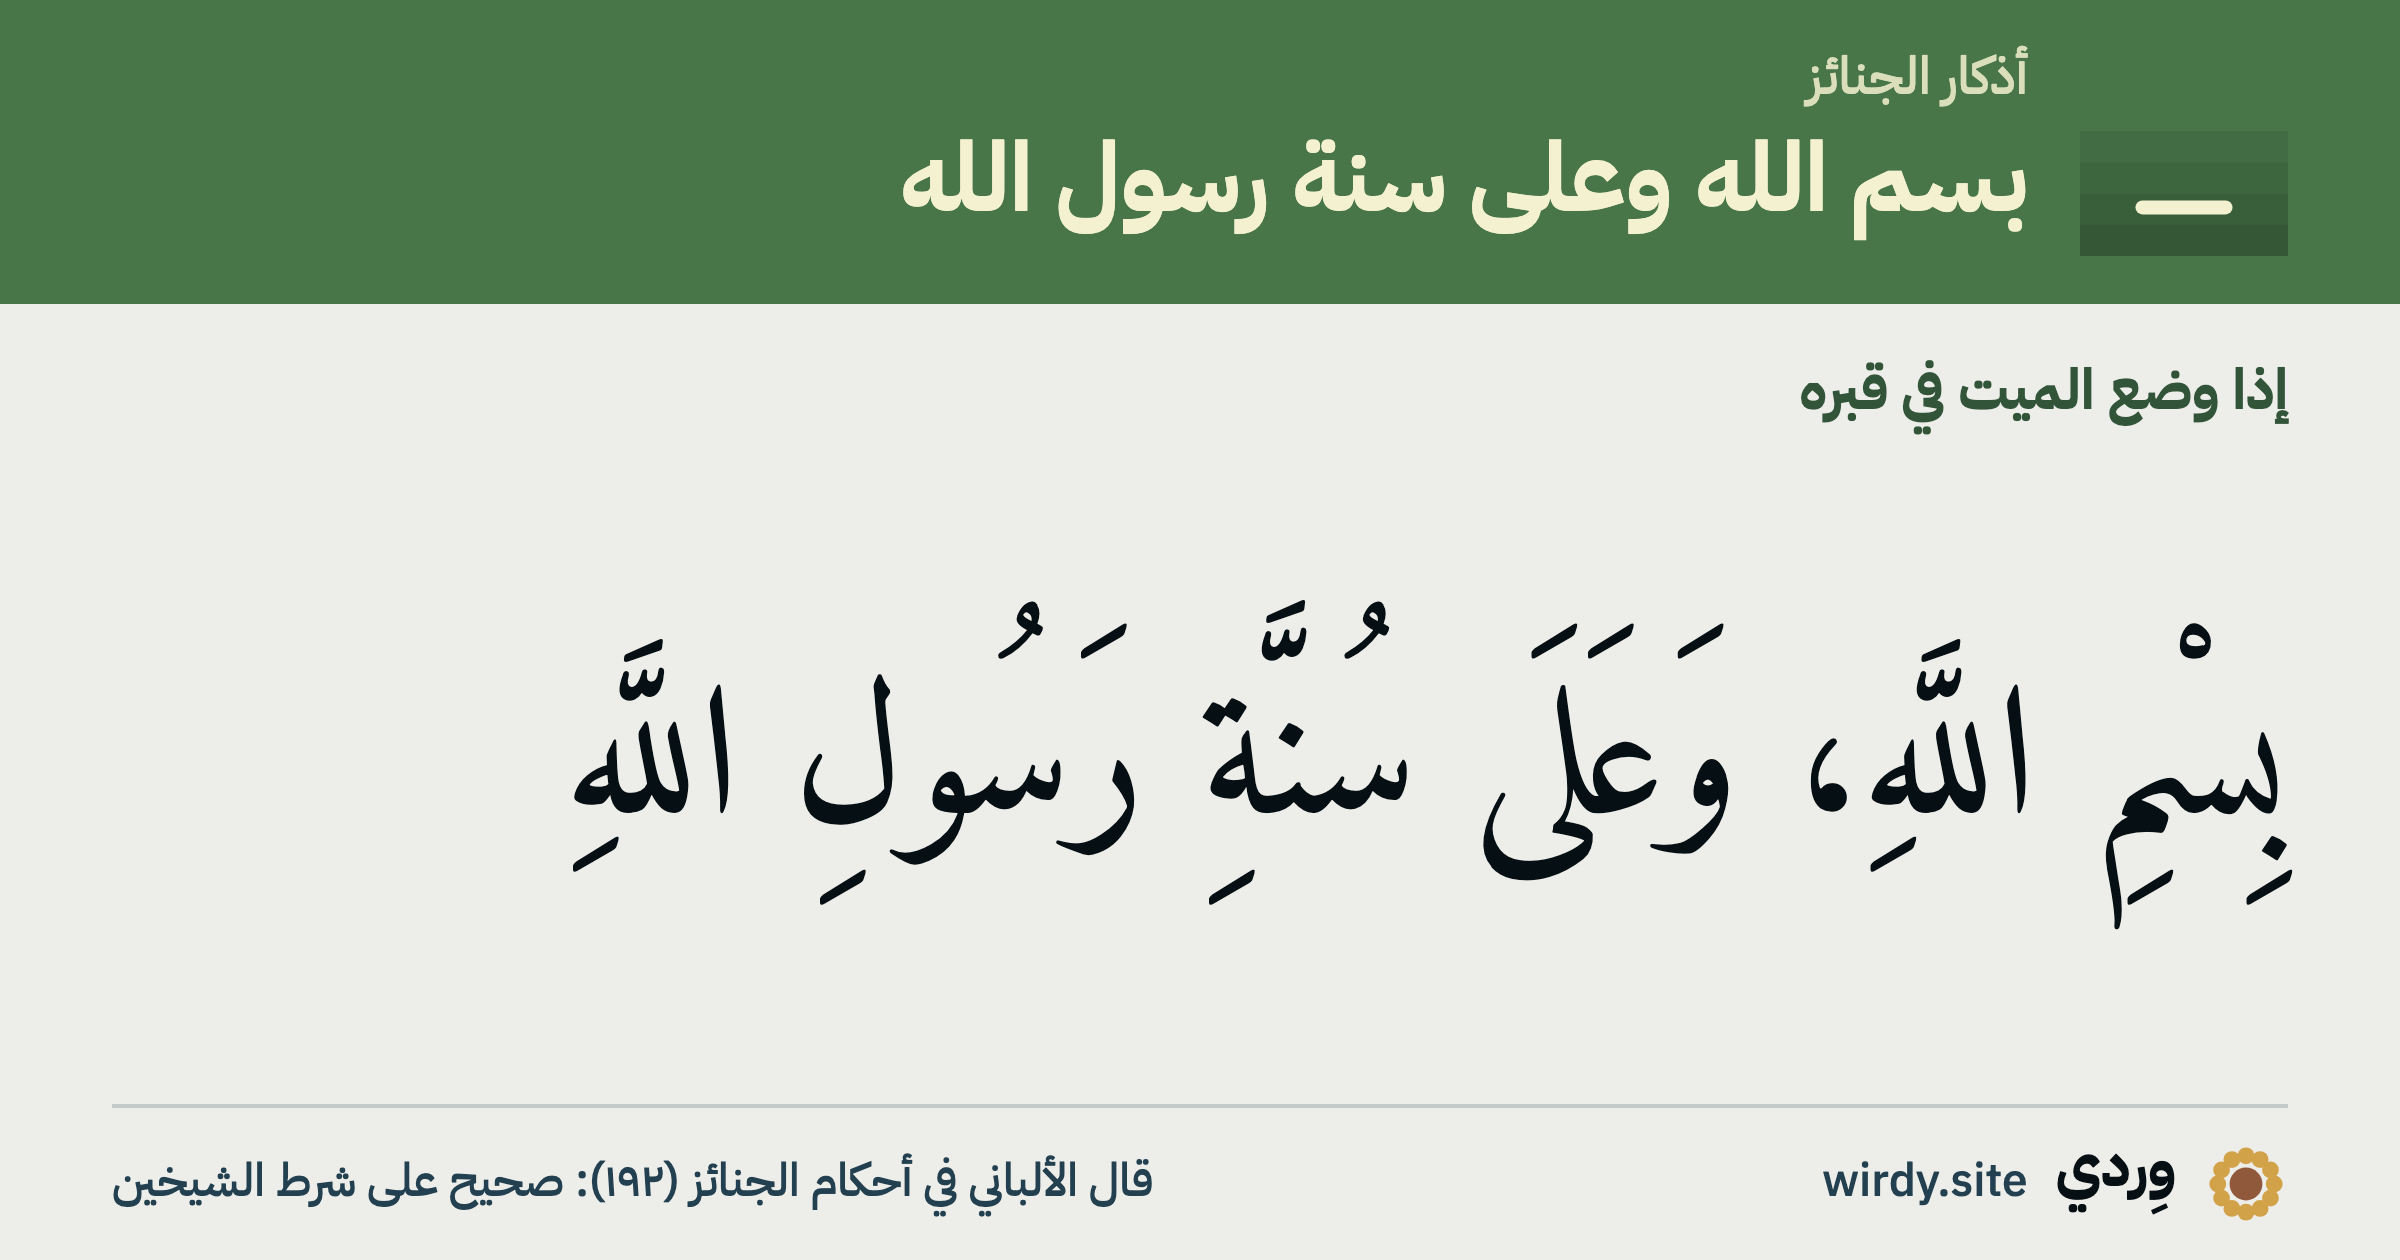 أذكار الجنائز
بسم الله وعلى سنة رسول الله
إذا وضع الميت في قبره
بِسْمِ اللَّهِ، وَعَلَى سُنَّةِ رَسُولِ اللَّهِ
وِردي wirdy.site
قال الألباني في أحكام الجنائز (١٩٢): صحيح على شرط الشيخين